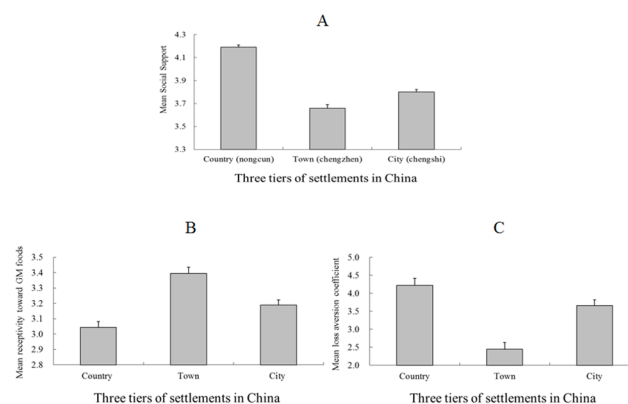 A
Mean Social Support
4.3
4.1
3.9
3.7
3.5
3.3
Country (nongcun) Town (chengzhen) City (chengshi)
Three tiers of settlements in China
B
Mean receptivity toward GM foods
3.5
3.4
3.3
3.2
3.1
3.0
2.9
2.8
Country Town City
Three tiers of settlements in China
C
Mean loss aversion coefficient
5.0
4.5
4.0
3.5
3.0
2.5
2.0
Country Town City
Three tiers of settlements in China